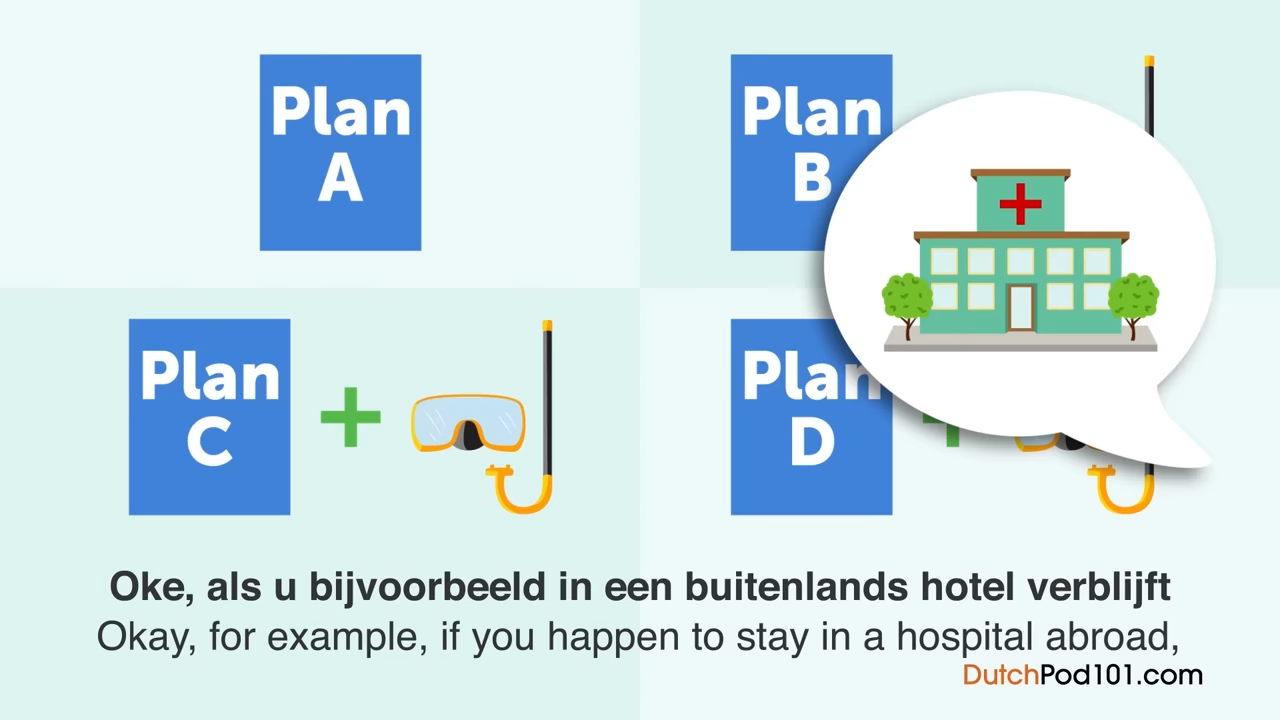 Plan
A
Plan
B
Plan
C
Plan
D
Oke, als u bijvoorbeeld in een buitenlands hotel verblijft
Okay, for example, if you happen to stay in a hospital abroad,
DutchPod101.com